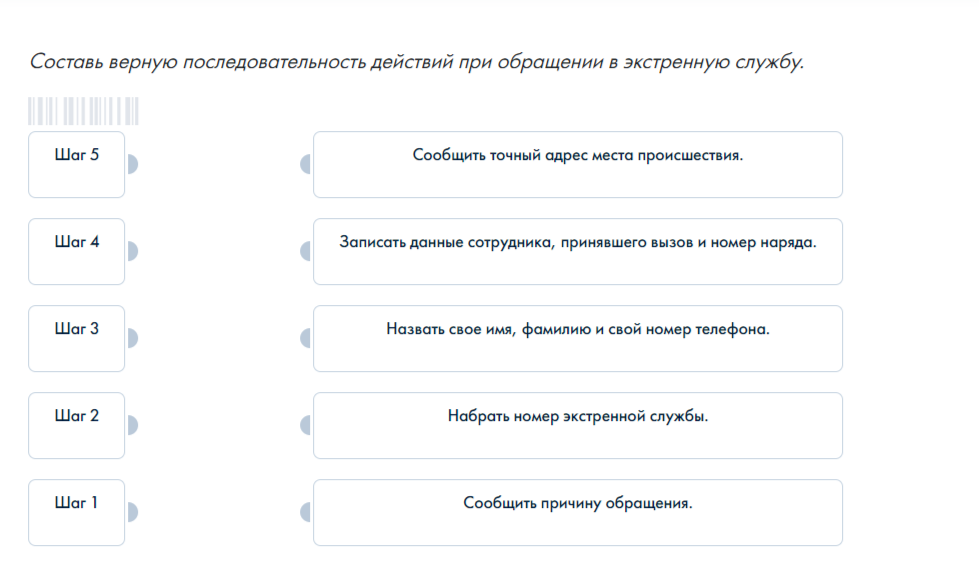 Составь верную последовательность действий при обращении в экстренную службу.
Шаг 5
Сообщить точный адрес места происшествия.
Шаг 4
Записать данные сотрудника, принявшего вызов и номер наряда.
Шаг 3
Назвать свое имя, фамилию и свой номер телефона.
Шаг 2
Набрать номер экстренной службы.
Шаг 1
Сообщить причину обращения.